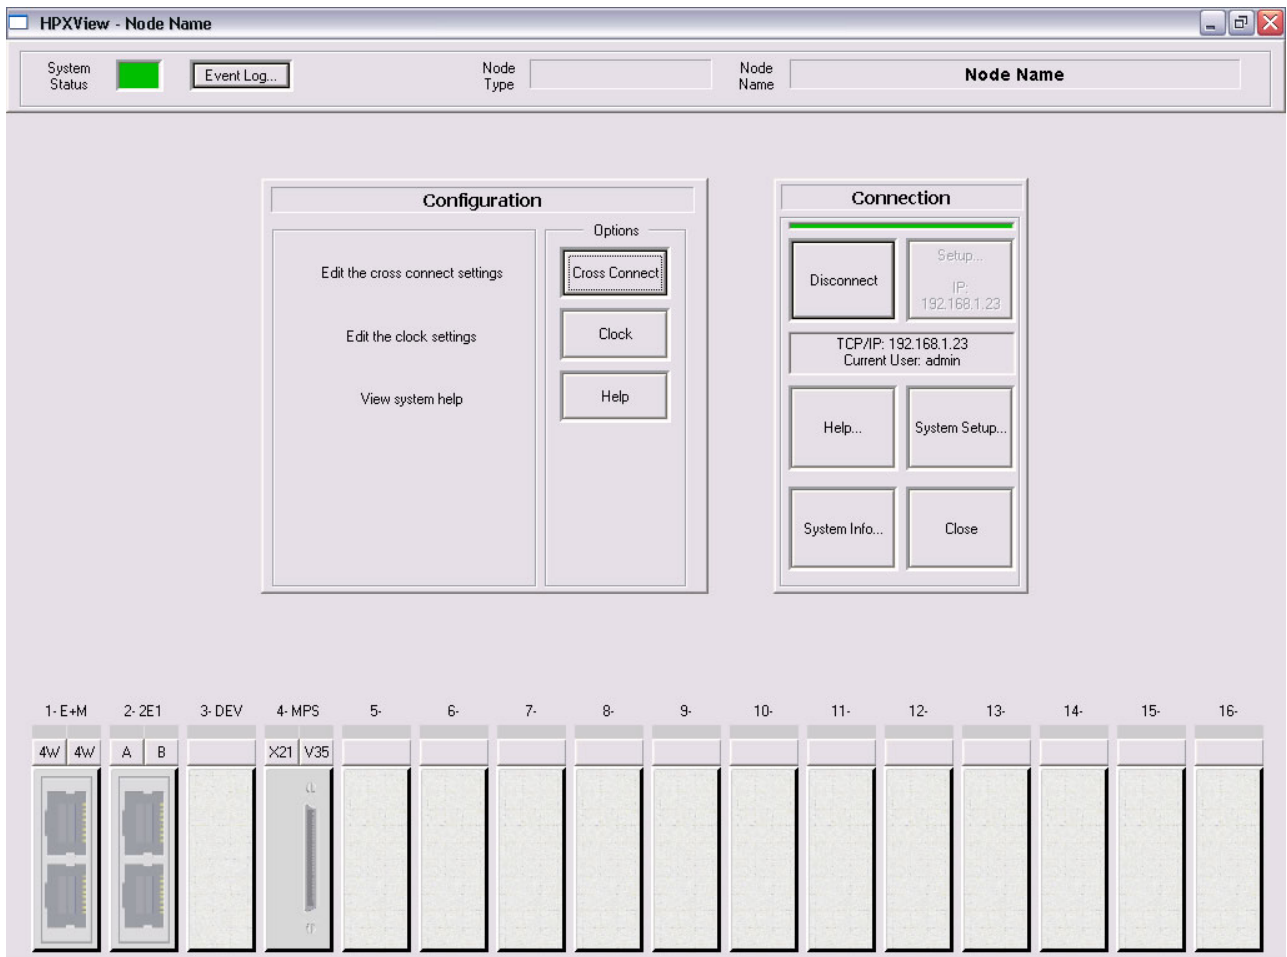 HPXView - Node Name
System
Status
Event Log...
Node
Type
Node
Name
Node Name
Configuration
Options
Edit the cross connect settings
Cross Connect
Edit the clock settings
Clock
View system help
Help
Connection
Disconnect
Setup...
IP:
192.168.1.23
TCP/IP: 192.168.1.23
Current User: admin
Help...
System Setup...
System Info...
Close
1- E+M 2- 2E1 3- DEV 4- MPS 5- 6- 7- 8- 9- 10- 11- 12- 13- 14- 15- 16-
4W 4W A B X21 V35